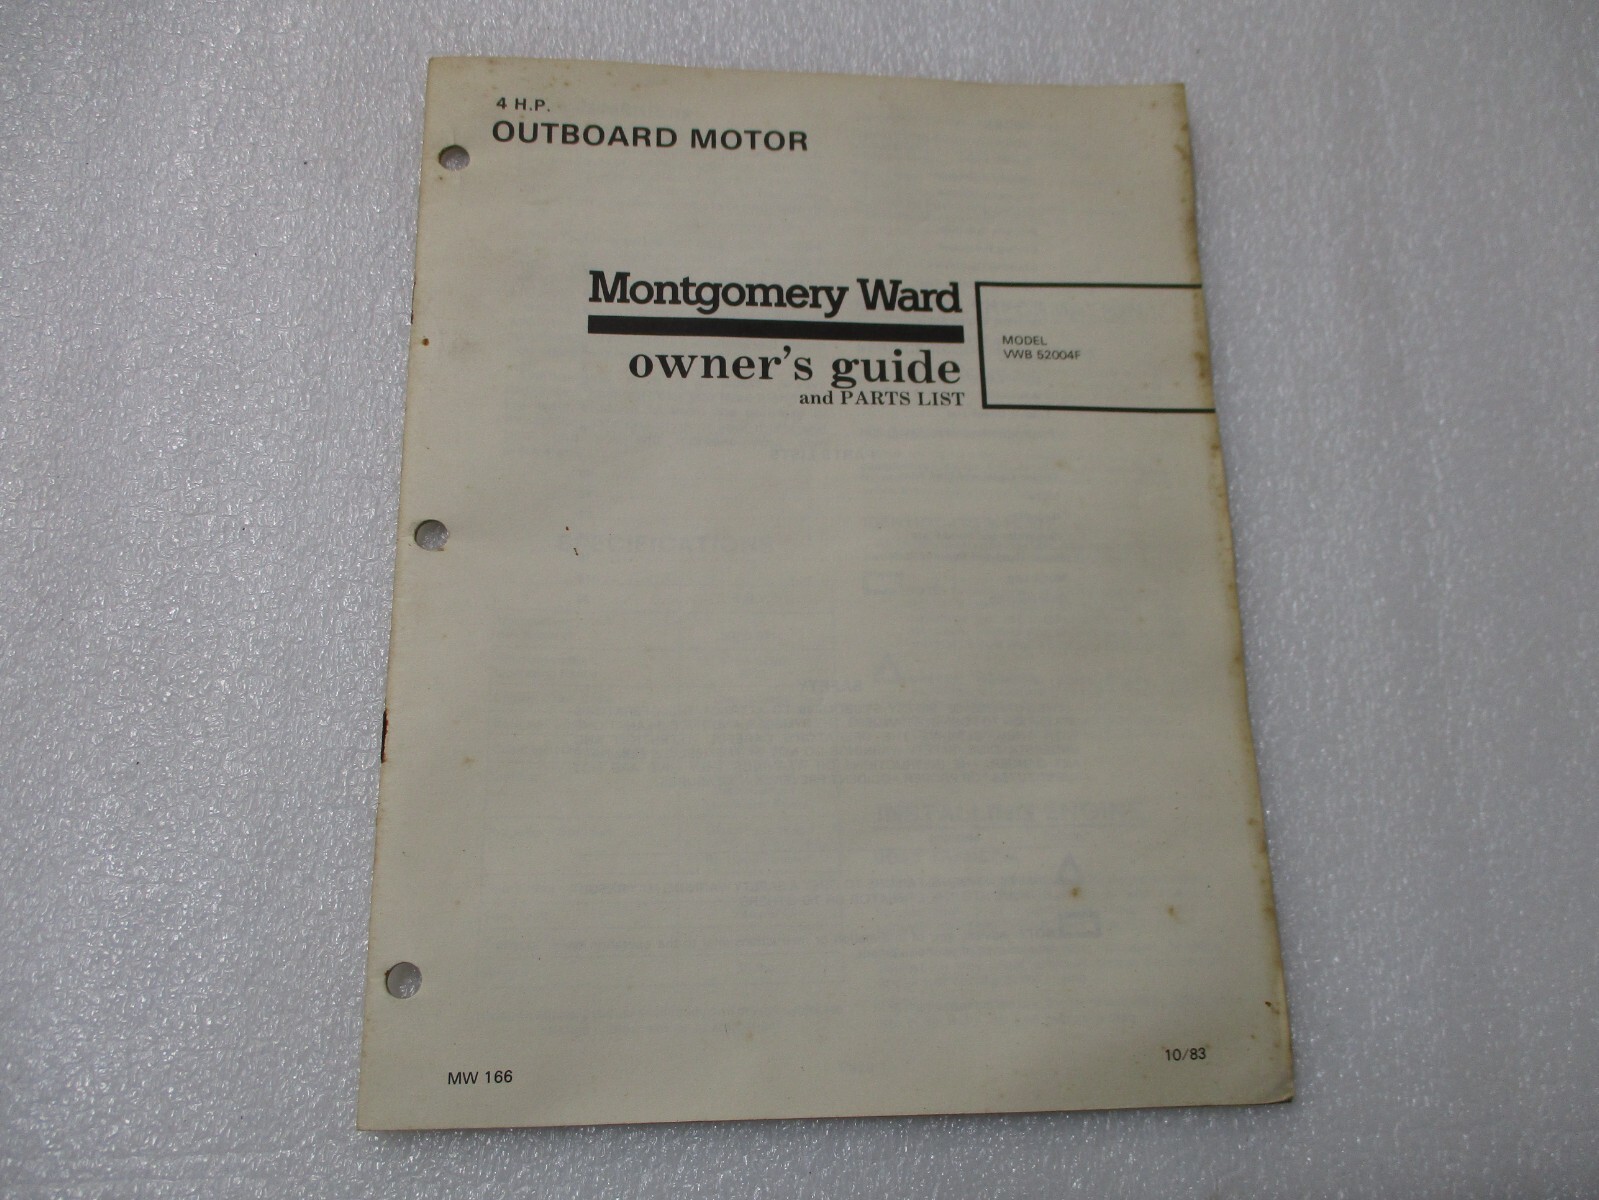 4 H.P.
OUTBOARD MOTOR
Montgomery Ward
owner's guide
and PARTS LIST
MODEL
VWB 52004F
MW 166
10/83